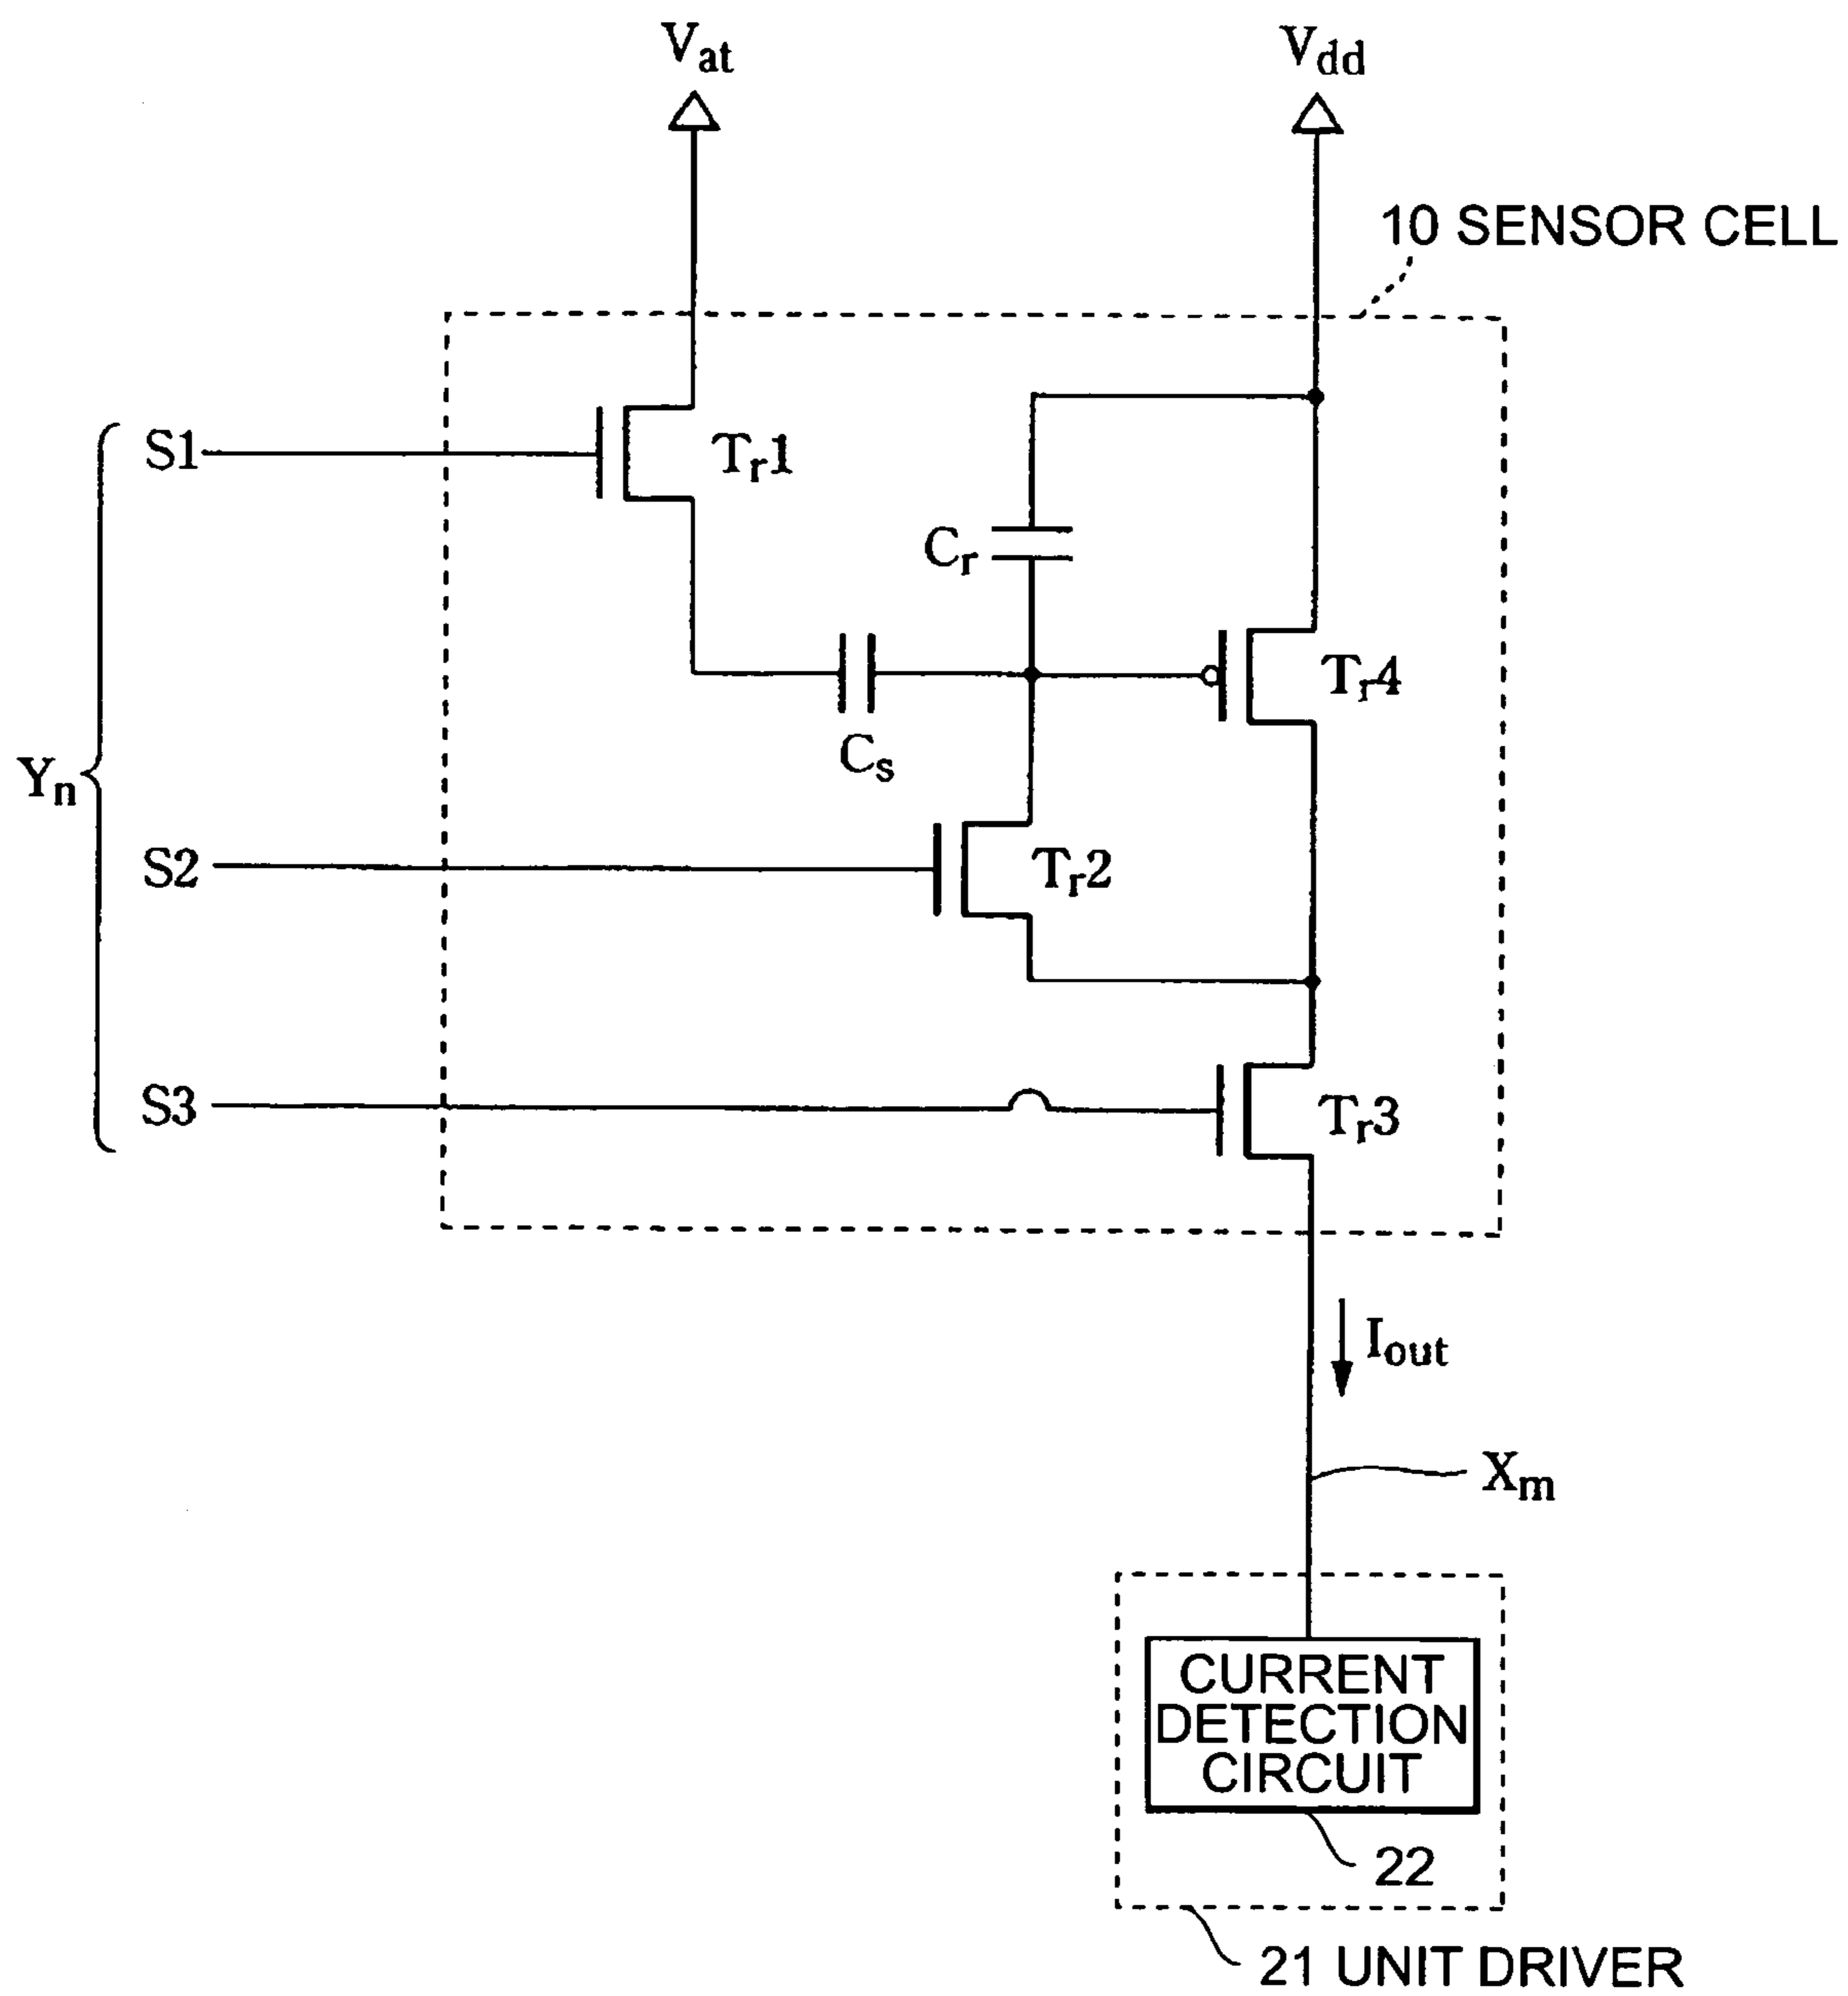 Vat
Vdd
10 SENSOR CELL
S1
Tr1
Cr
Tr4
Cs
Yn
S2
Tr2
S3
Tr3
Iout
Xm
CURRENT
DETECTION
CIRCUIT
22
21 UNIT DRIVER